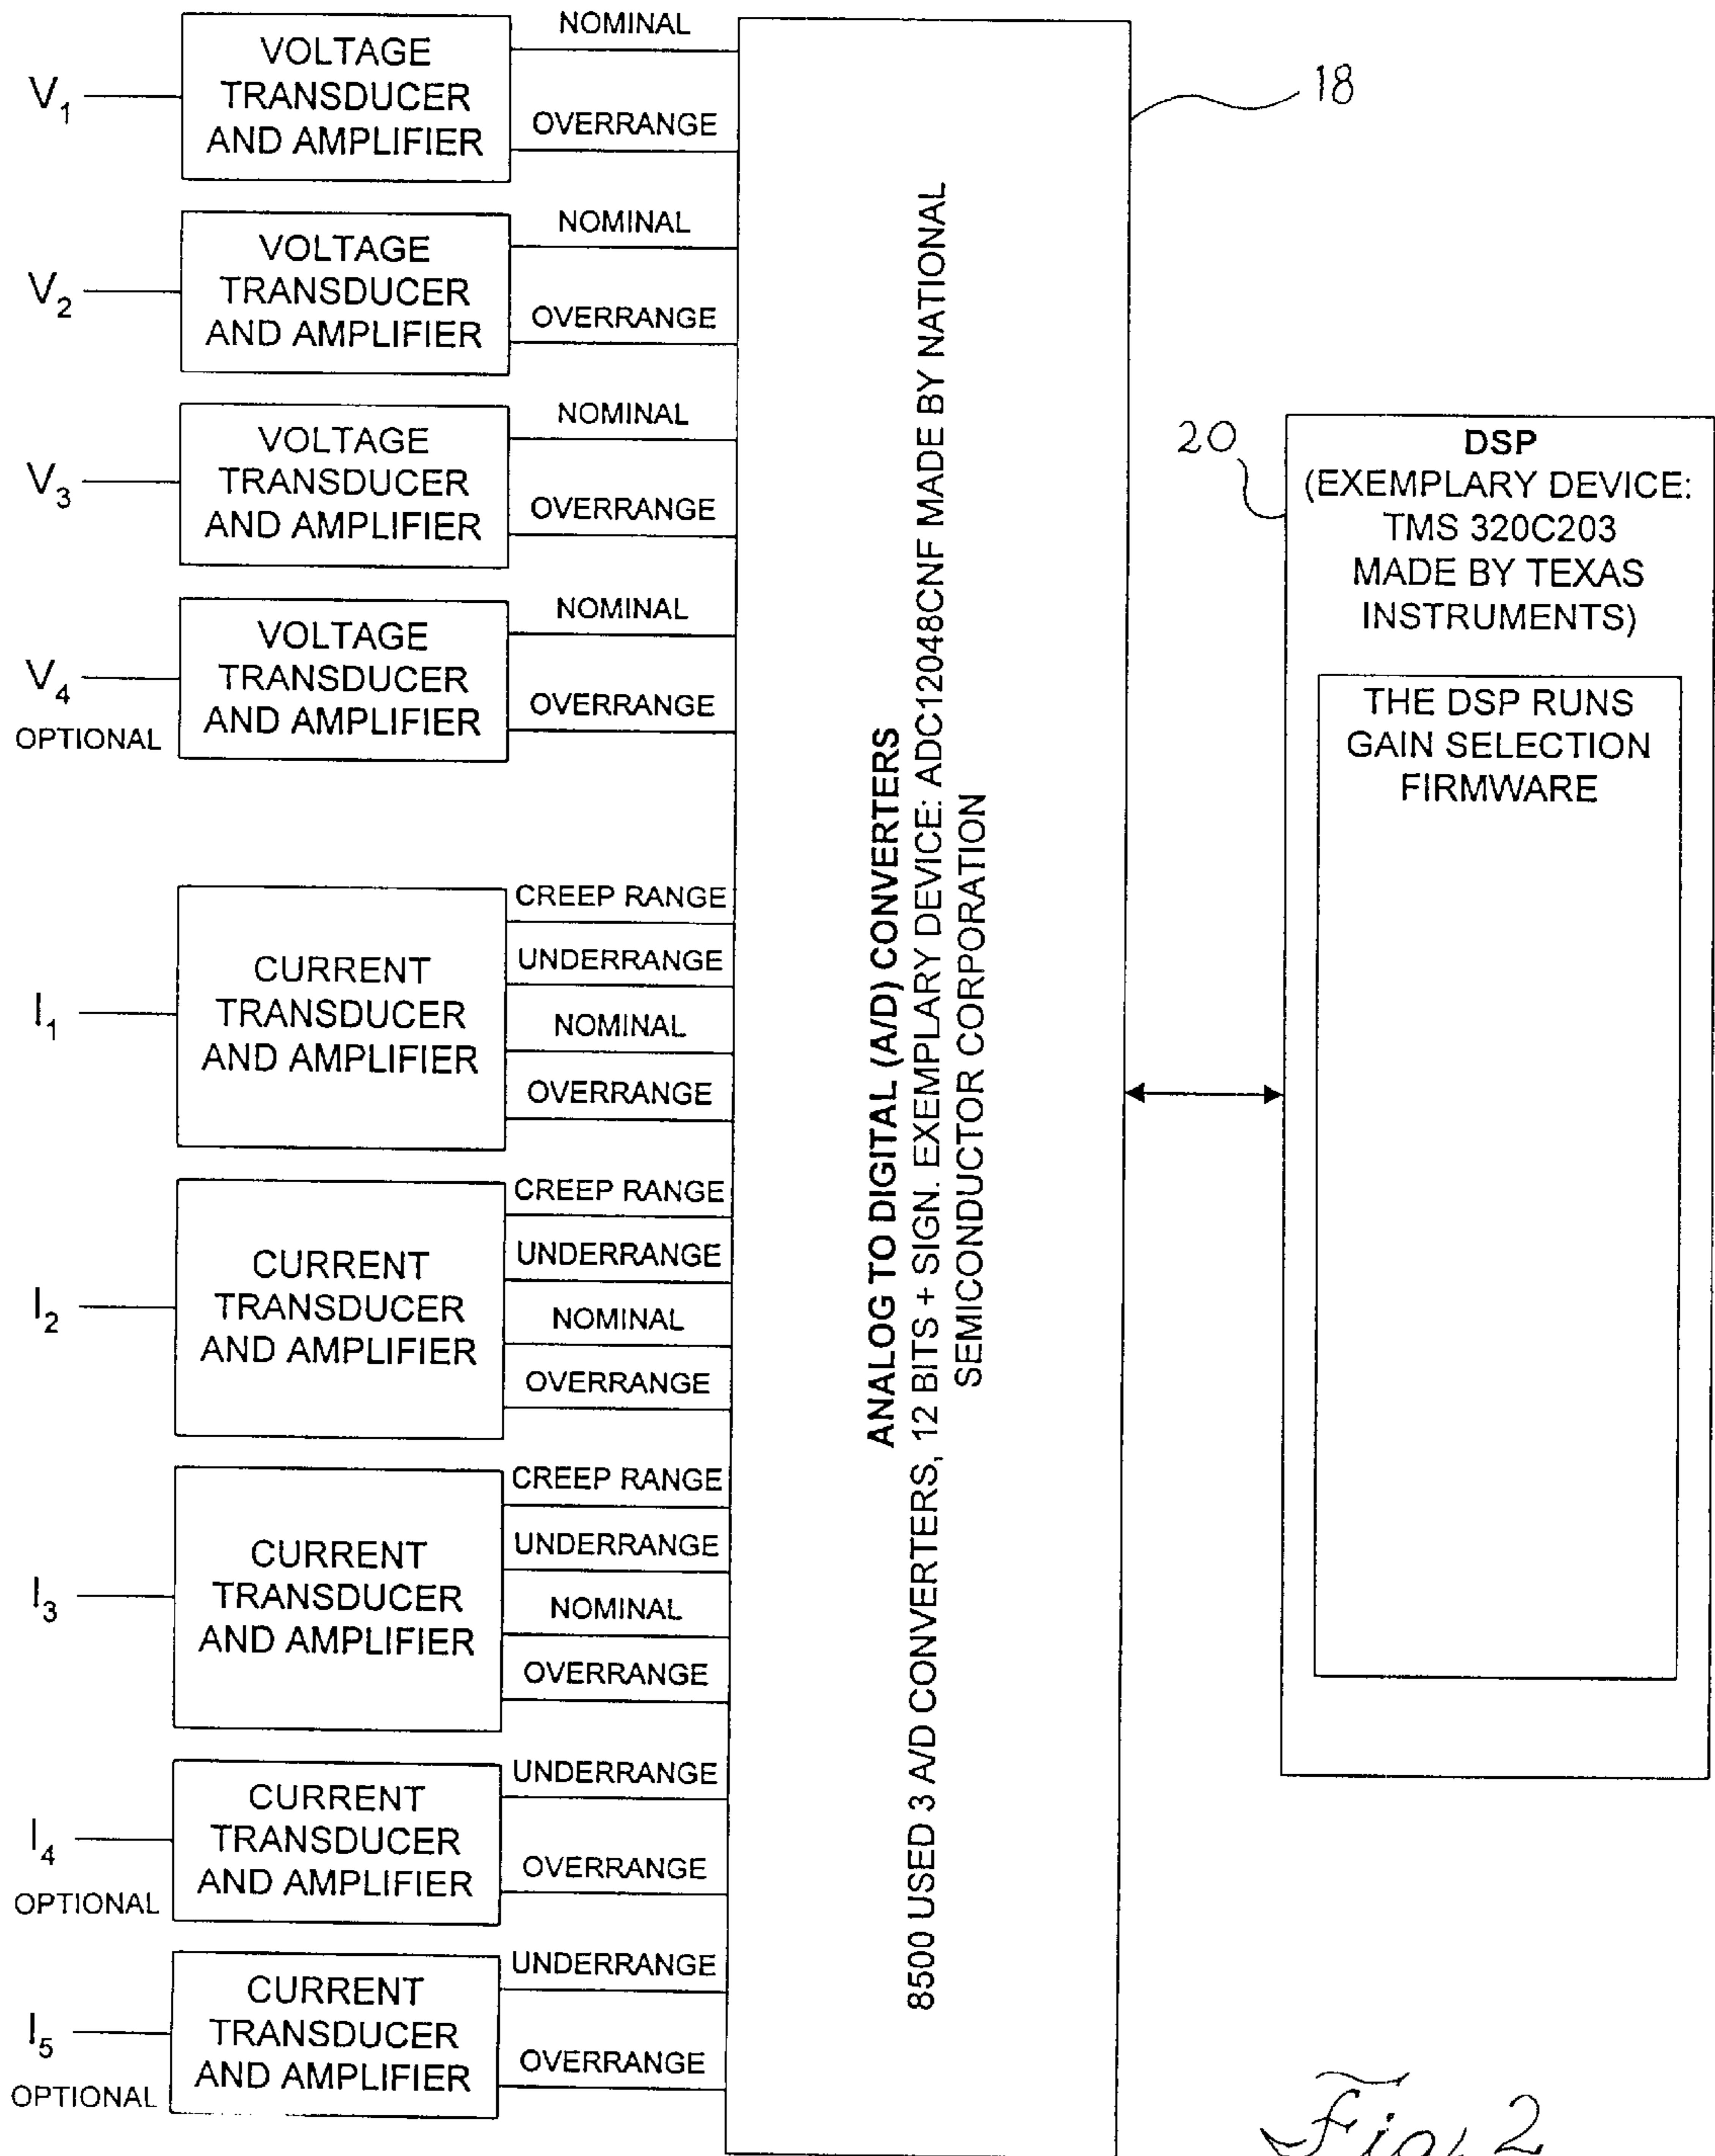 V1
VOLTAGE
TRANSDUCER
AND AMPLIFIER
NOMINAL
OVERRANGE
V2
VOLTAGE
TRANSDUCER
AND AMPLIFIER
NOMINAL
OVERRANGE
V3
VOLTAGE
TRANSDUCER
AND AMPLIFIER
NOMINAL
OVERRANGE
V4
OPTIONAL
VOLTAGE
TRANSDUCER
AND AMPLIFIER
NOMINAL
OVERRANGE
I1
CURRENT
TRANSDUCER
AND AMPLIFIER
CREEP RANGE
UNDERRANGE
NOMINAL
OVERRANGE
I2
CURRENT
TRANSDUCER
AND AMPLIFIER
CREEP RANGE
UNDERRANGE
NOMINAL
OVERRANGE
I3
CURRENT
TRANSDUCER
AND AMPLIFIER
CREEP RANGE
UNDERRANGE
NOMINAL
OVERRANGE
I4
OPTIONAL
CURRENT
TRANSDUCER
AND AMPLIFIER
UNDERRANGE
OVERRANGE
I5
OPTIONAL
CURRENT
TRANSDUCER
AND AMPLIFIER
UNDERRANGE
OVERRANGE
ANALOG TO DIGITAL (A/D) CONVERTERS
8500 USED 3 A/D CONVERTERS, 12 BITS + SIGN. EXEMPLARY DEVICE: ADC12048CNF MADE BY NATIONAL
SEMICONDUCTOR CORPORATION
18
20
DSP
(EXEMPLARY DEVICE:
TMS 320C203
MADE BY TEXAS
INSTRUMENTS)
THE DSP RUNS
GAIN SELECTION
FIRMWARE
Fig. 2